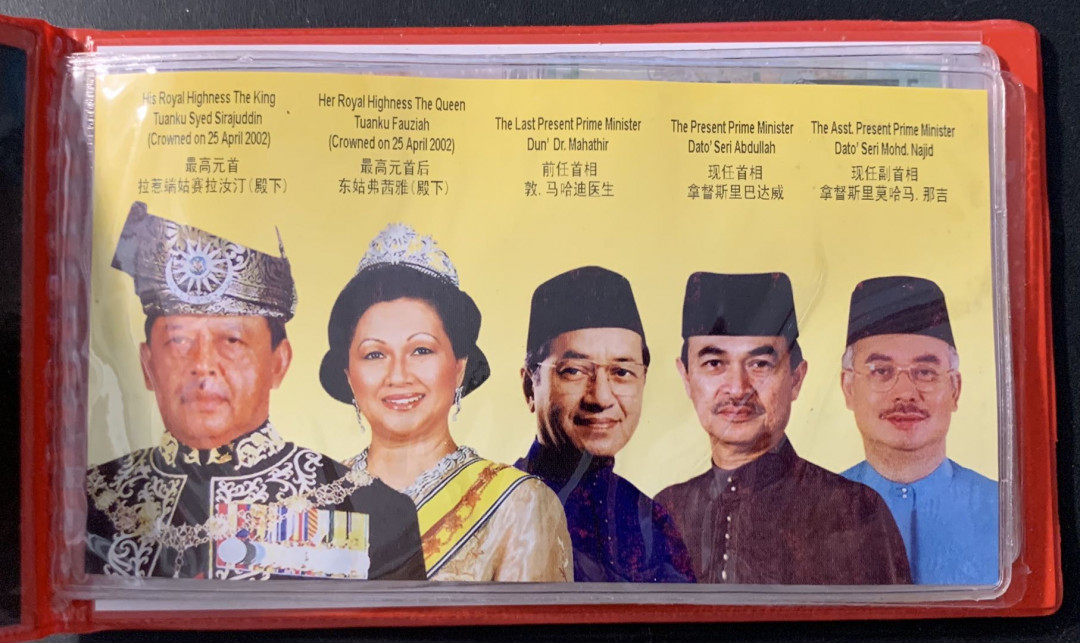 His Royal Highness The King
Tuanku Syed Sirajuddin
(Crowned on 25 April 2002)
最高元首
拉惹端姑赛拉汝汀（殿下）
Her Royal Highness The Queen
Tuanku Fauziah
(Crowned on 25 April 2002)
最高元首后
东姑弗茜雅（殿下）
The Last Present Prime Minister
Dun' Dr. Mahathir
前任首相
敦. 马哈迪医生
The Present Prime Minister
Dato' Seri Abdullah
现任首相
拿督斯里巴达威
The Asst. Present Prime Minister
Dato' Seri Mohd. Najid
现任副首相
拿督斯里莫哈马. 那吉